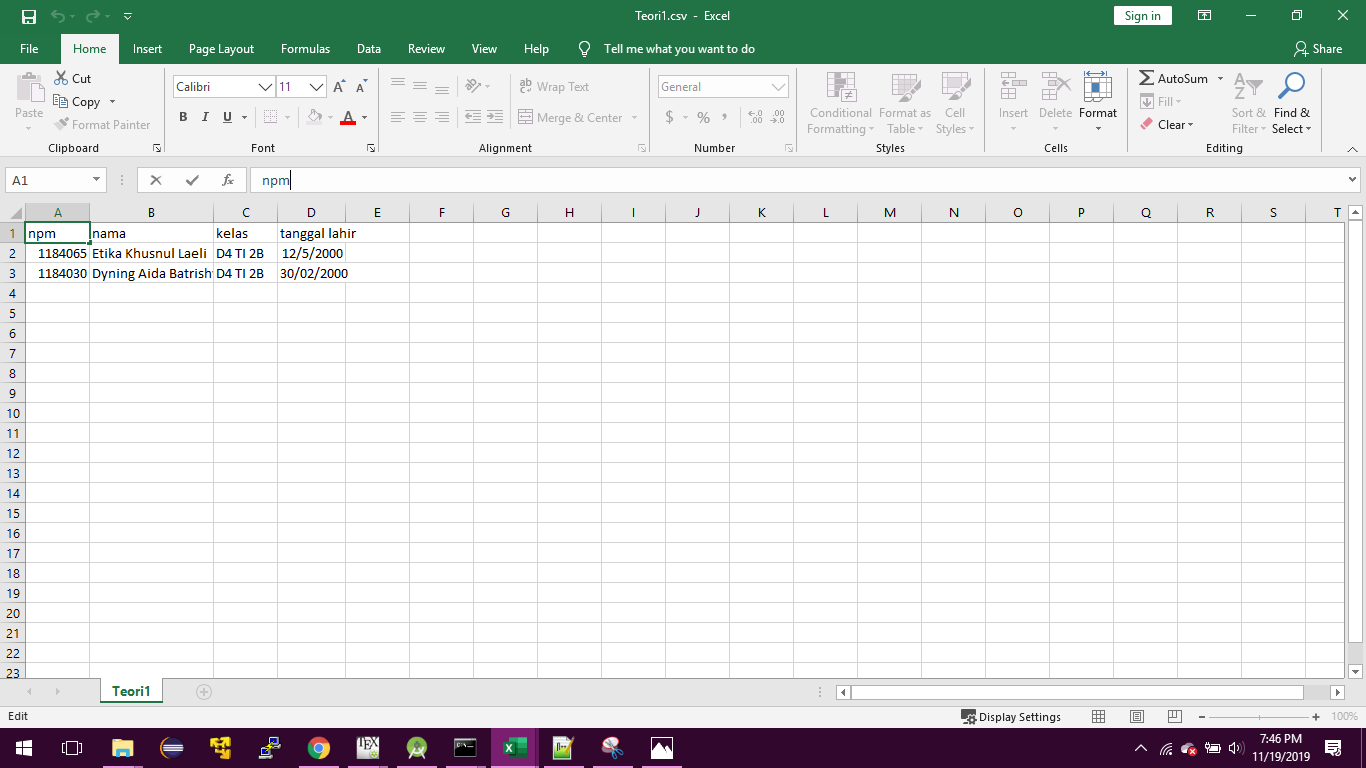 Teori1.csv - Excel
Sign in
File Home Insert Page Layout Formulas Data Review View Help Tell me what you want to do Share
Paste Cut Copy Format Painter Clipboard
Calibri 11 A A B I U A Font
ab Wrap Text Merge & Center Alignment
General $ % , .00 .0 Number
Conditional Formatting Format as Table Cell Styles Styles
Insert Delete Format Cells
AutoSum Fill Clear Sort & Filter Find & Select Editing
A1 fx npm
A B C D E F G H I J K L M N O P Q R S T
1 npm nama kelas tanggal lahir
2 1184065 Etika Khusnul Laeli D4 TI 2B 12/5/2000
3 1184030 Dyning Aida Batrish D4 TI 2B 30/02/2000
4
5
6
7
8
9
10
11
12
13
14
15
16
17
18
19
20
21
22
23
Teori1
Edit Display Settings 100%
7:46 PM
11/19/2019